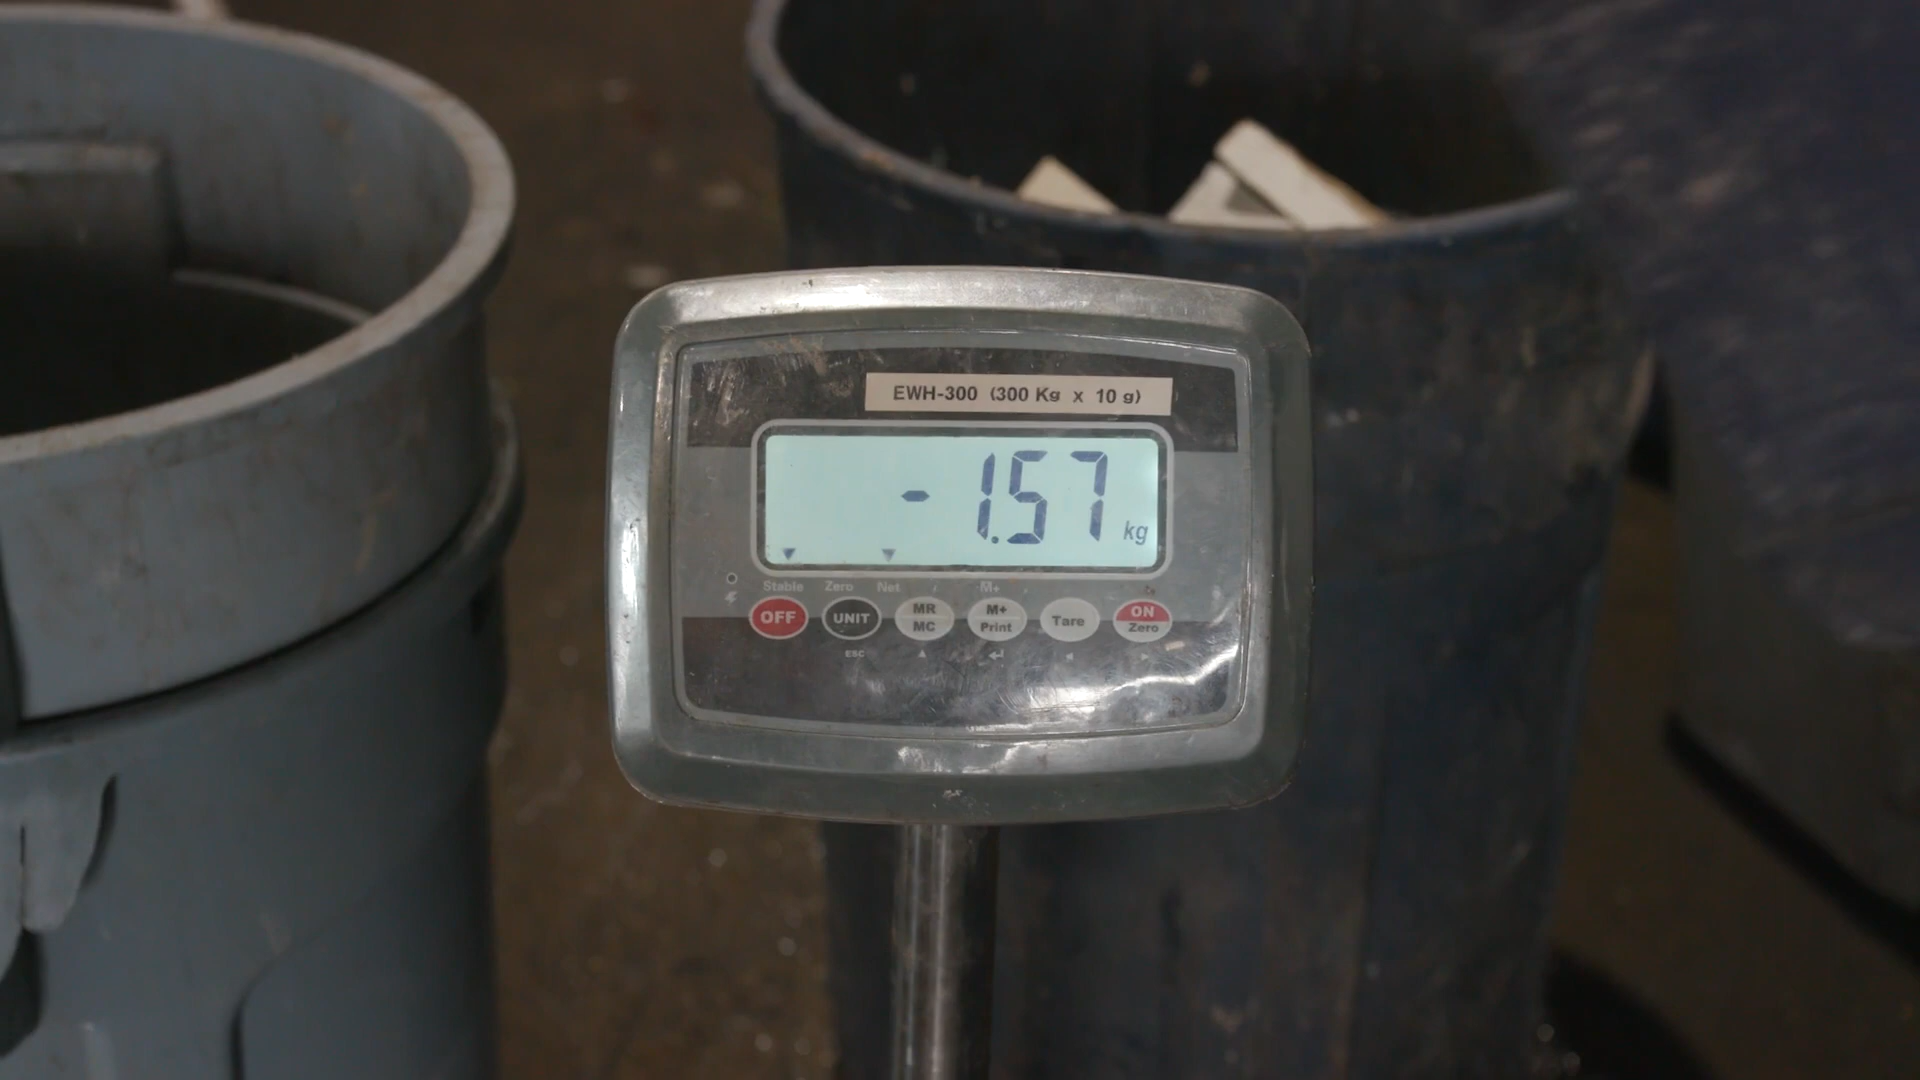 EWH-300 (300 Kg x 10 g)
- 1.57 kg
Stable Zero Net M+
OFF UNIT MR MC M+ Print Tare ON Zero
ESC